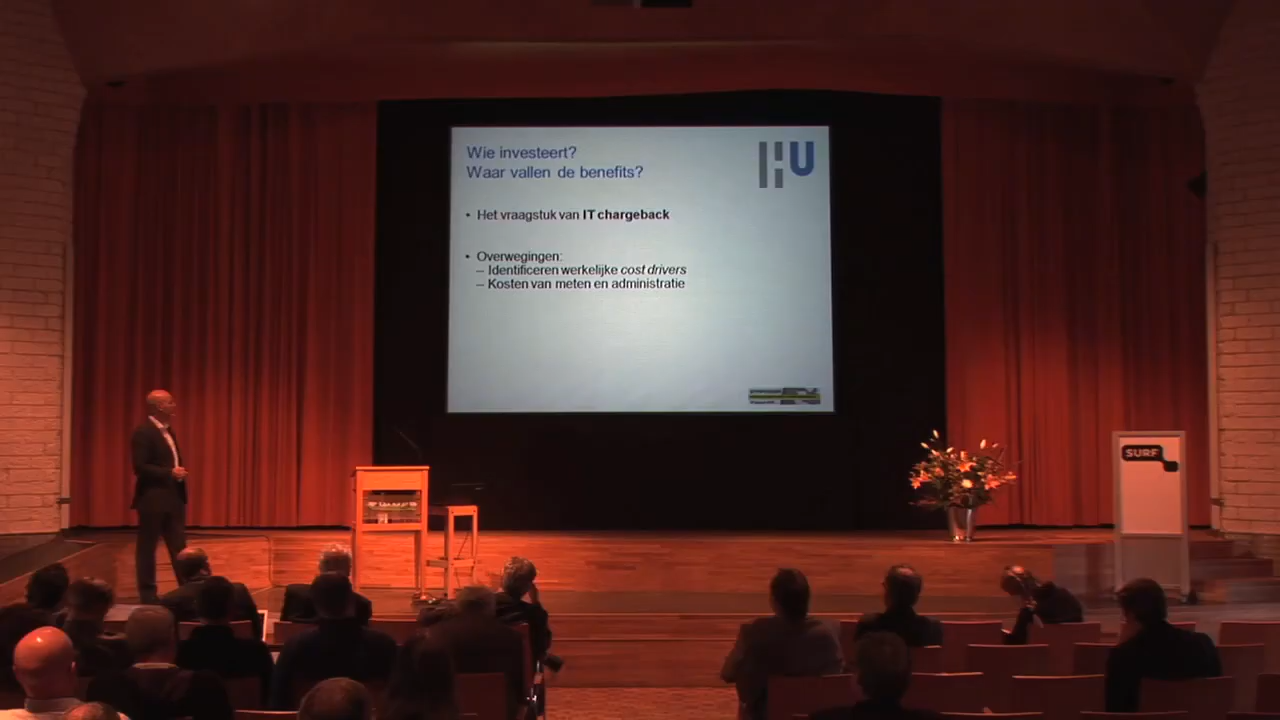 Wie investeert?
Waar vallen de benefits?
HU
• Het vraagstuk van IT chargeback
• Overwegingen:
– Identificeren werkelijke cost drivers
– Kosten van meten en administratie
SURF